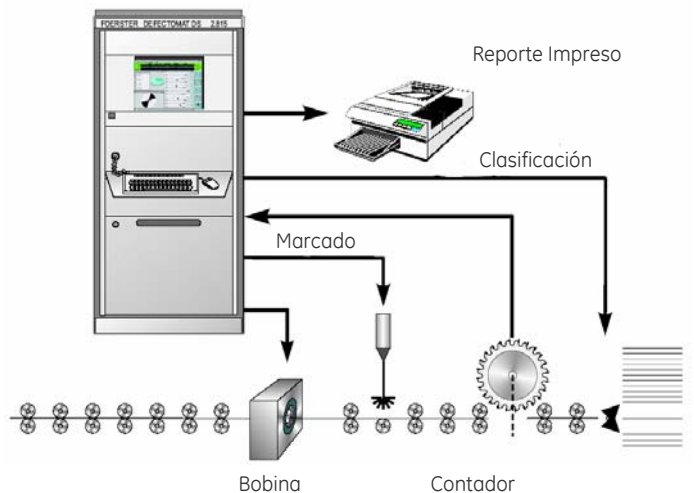 FOERSTER DEFECTOMAT DS 2.815
Reporte Impreso
Clasificación
Marcado
Bobina
Contador